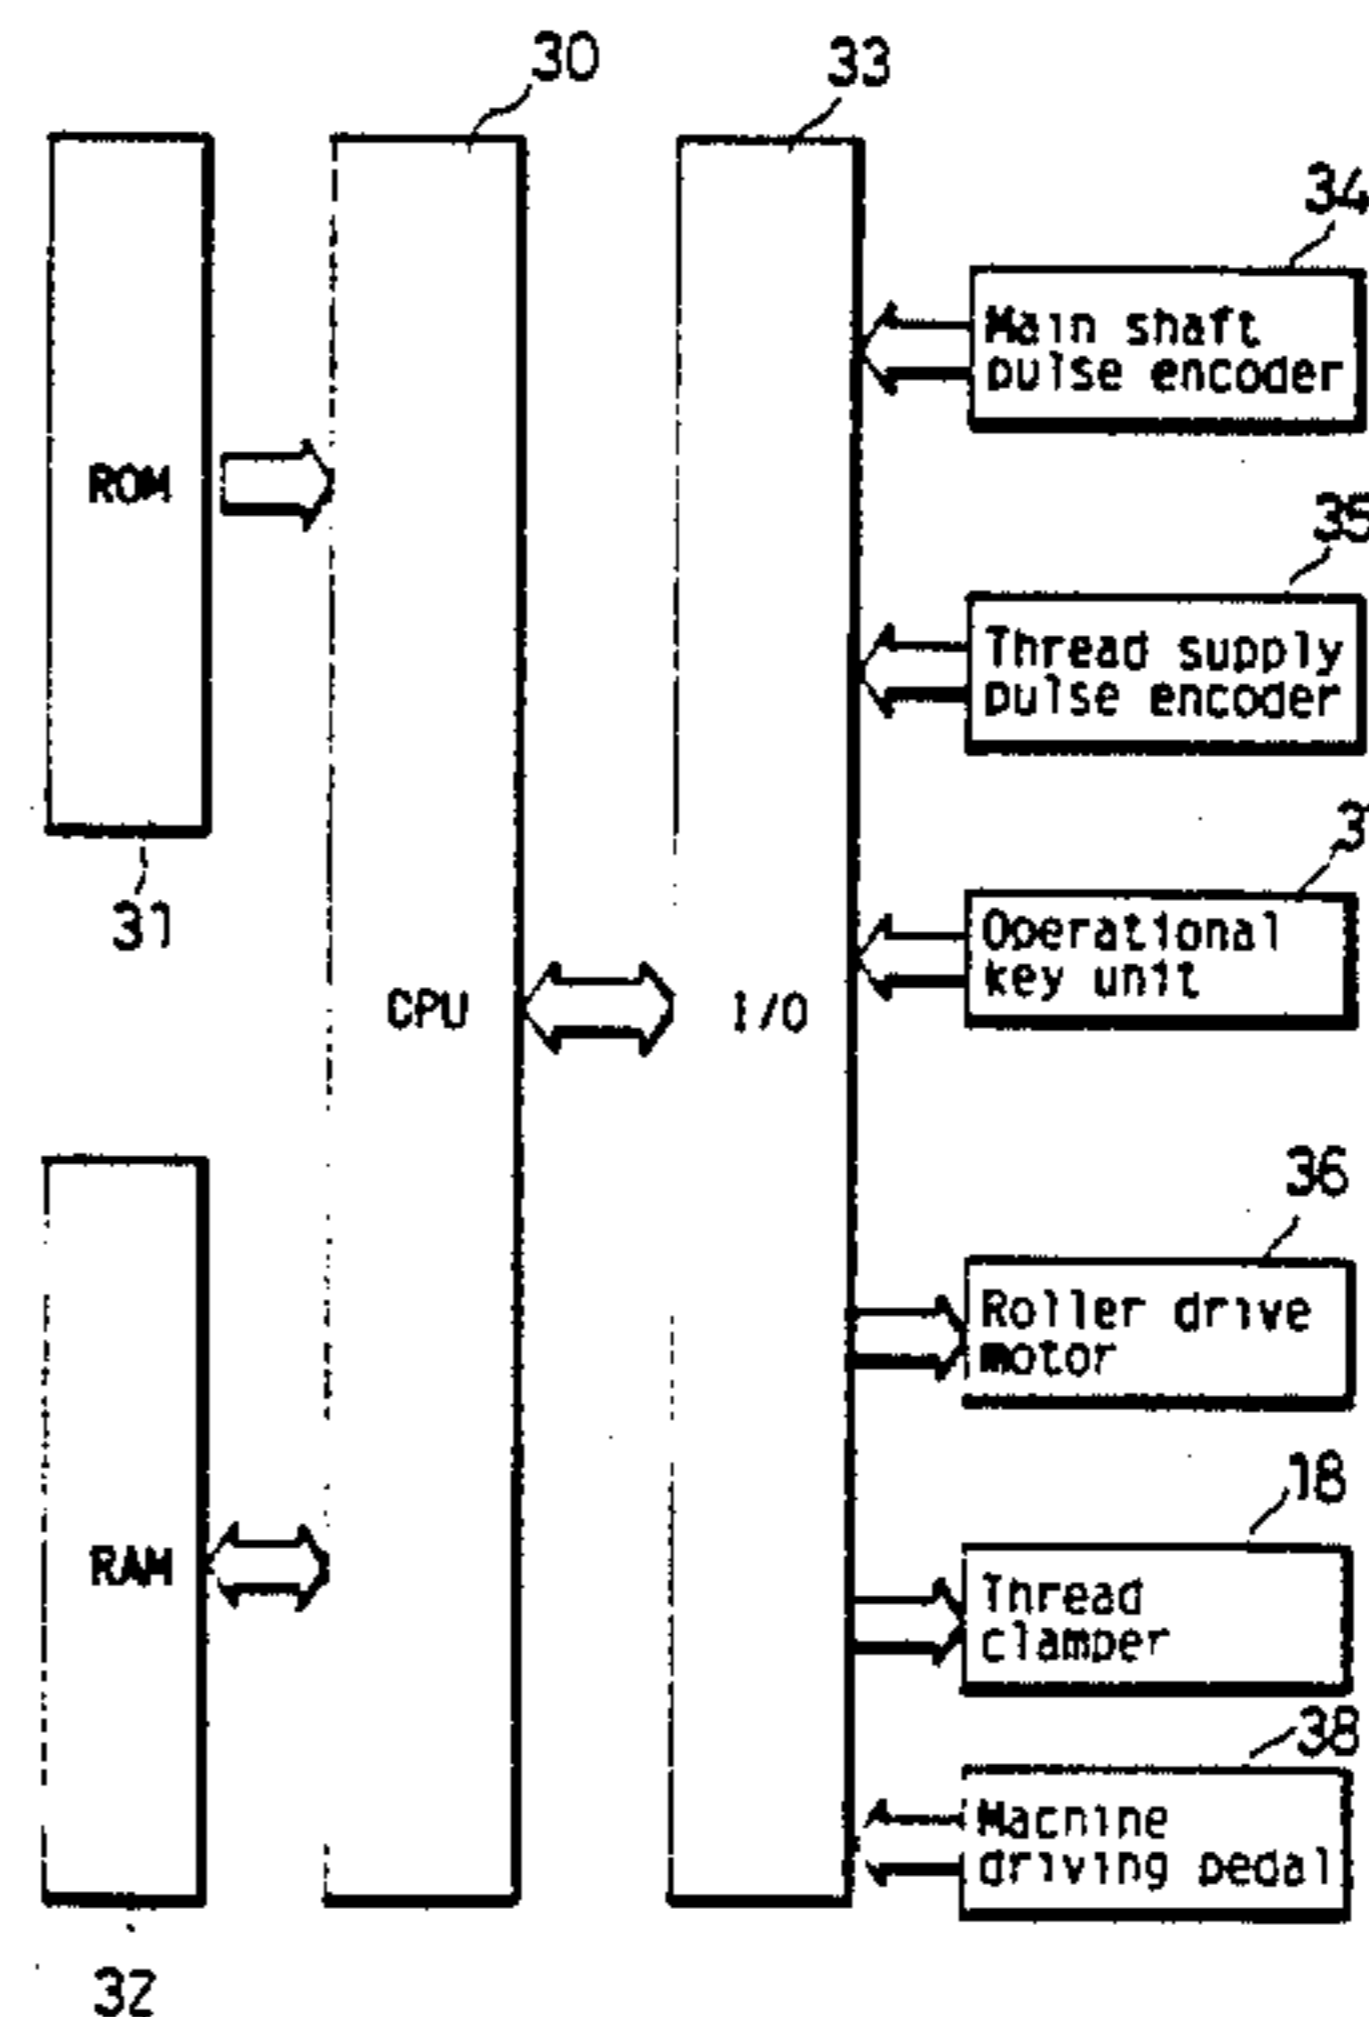 30
33
34
Main shaft
pulse encoder
ROM
35
Thread supply
pulse encoder
31
Operational
key unit
CPU
I/O
36
Roller drive
motor
18
Thread
clamper
RAM
38
Machine
driving pedal
32